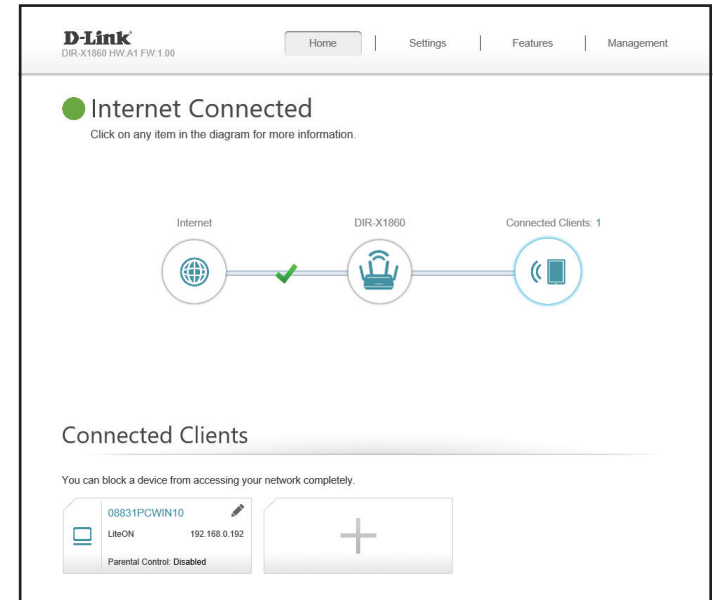 D-Link
DIR-X1860 HW:A1 FW:1.00
Home
Settings
Features
Management
Internet Connected
Click on any item in the diagram for more information.
Internet
DIR-X1860
Connected Clients: 1
Connected Clients
You can block a device from accessing your network completely.
08831PCWIN10
LiteON 192.168.0.192
Parental Control: Disabled